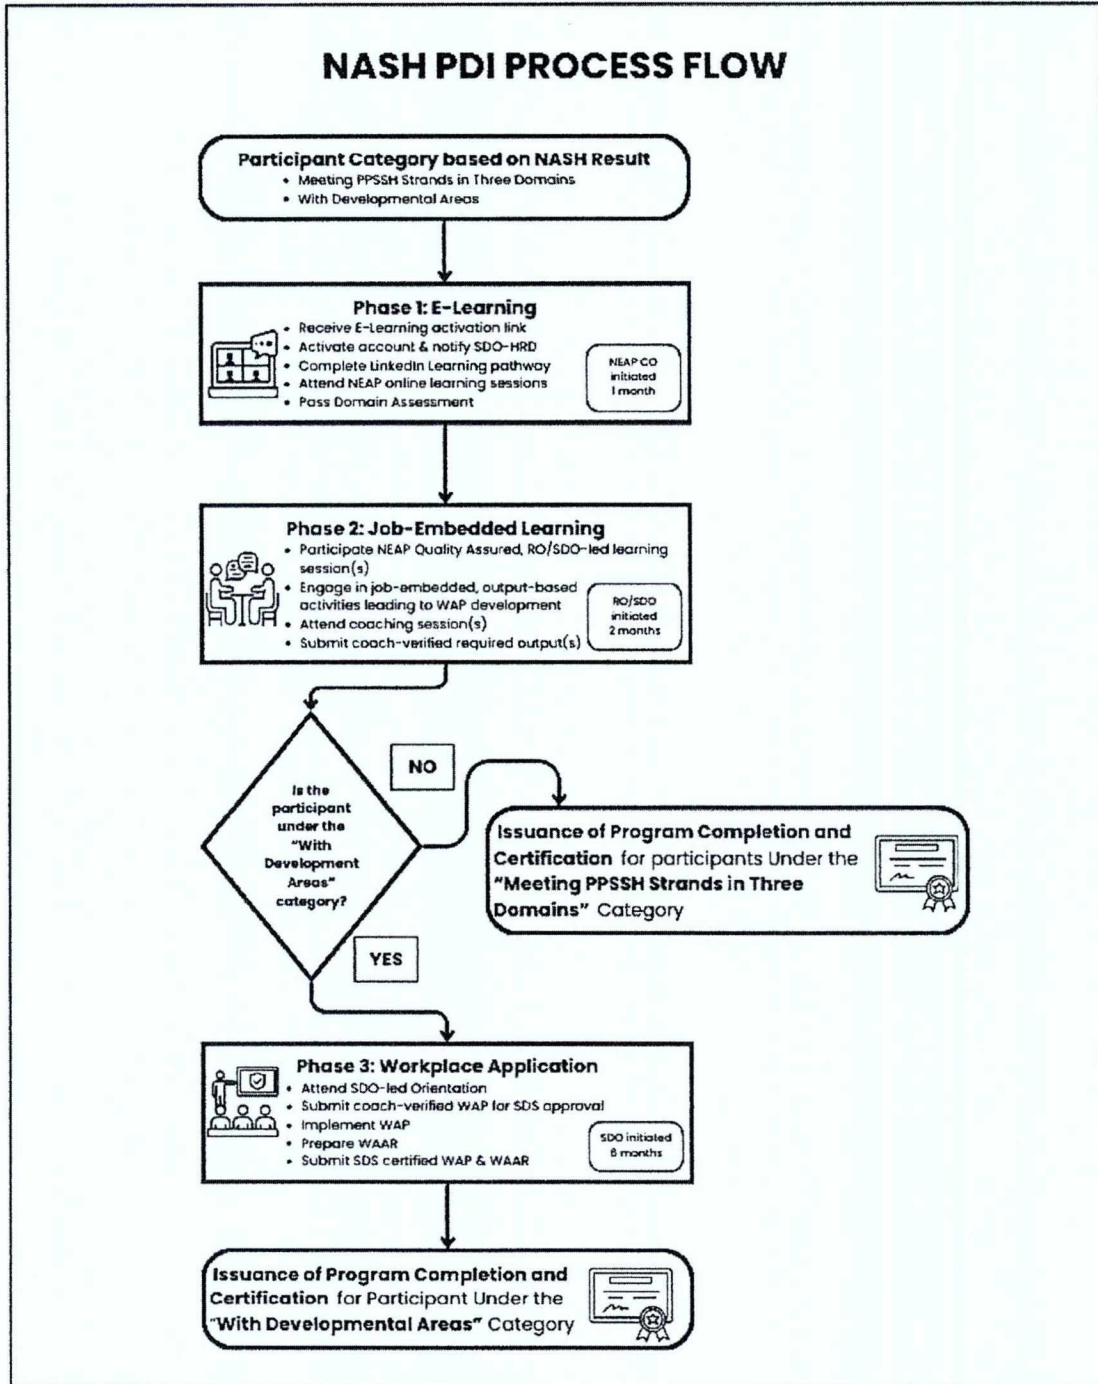 NASH PDI PROCESS FLOW
Participant Category based on NASH Result
• Meeting PPSSH Strands in Three Domains
• With Developmental Areas
Phase 1: E-Learning
• Receive E-Learning activation link
• Activate account & notify SDO-HRD
• Complete LinkedIn Learning pathway
• Attend NEAP online learning sessions
• Pass Domain Assessment
NEAP CO
initiated
1 month
Phase 2: Job-Embedded Learning
• Participate NEAP Quality Assured, RO/SDO-led learning
session(s)
• Engage in job-embedded, output-based
activities leading to WAP development
• Attend coaching session(s)
• Submit coach-verified required output(s)
RO/SDO
initiated
2 months
Is the
participant
under the
"With
Development
Areas"
category?
NO
Issuance of Program Completion and
Certification for participants Under the
"Meeting PPSSH Strands in Three
Domains" Category
YES
Phase 3: Workplace Application
• Attend SDO-led Orientation
• Submit coach-verified WAP for SDS approval
• Implement WAP
• Prepare WAAR
• Submit SDS certified WAP & WAAR
SDO initiated
6 months
Issuance of Program Completion and
Certification for Participant Under the
"With Developmental Areas" Category